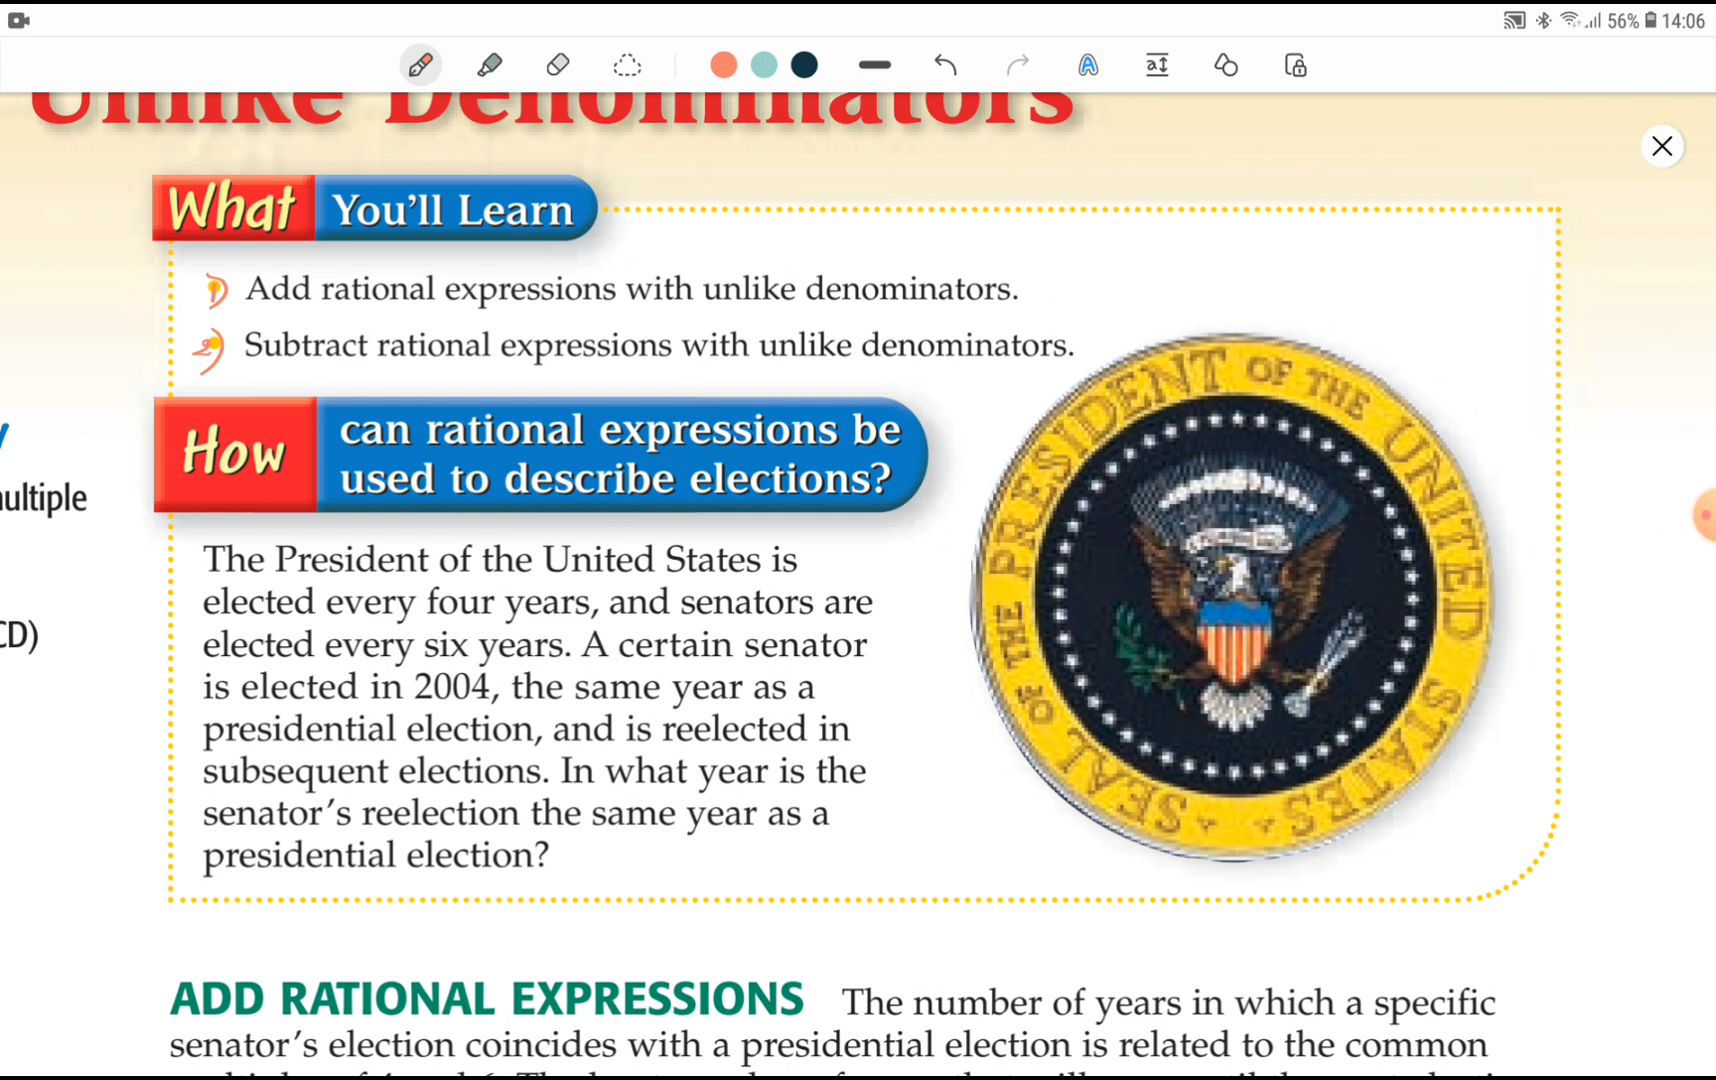 56% 14:06
Unlike Denominators
What You'll Learn
1) Add rational expressions with unlike denominators.
2) Subtract rational expressions with unlike denominators.
How can rational expressions be
used to describe elections?
multiple
CD)
The President of the United States is
elected every four years, and senators are
elected every six years. A certain senator
is elected in 2004, the same year as a
presidential election, and is reelected in
subsequent elections. In what year is the
senator's reelection the same year as a
presidential election?
SEAL OF THE PRESIDENT OF THE UNITED STATES
ADD RATIONAL EXPRESSIONS The number of years in which a specific
senator's election coincides with a presidential election is related to the common